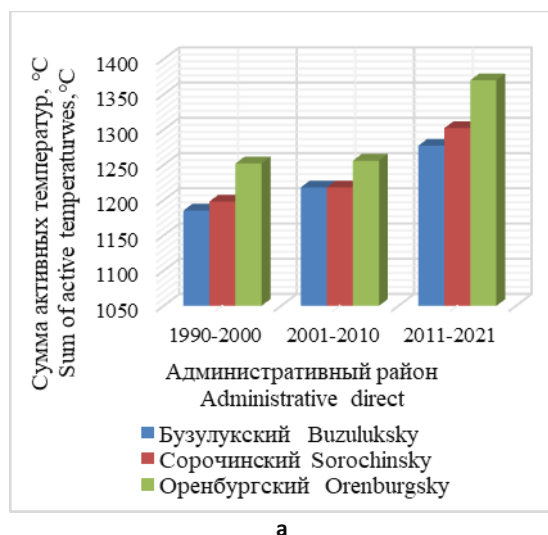 Сумма активных температур, °С
Sum of active temperaturwes,°С
1400
1350
1300
1250
1200
1150
1100
1050
1990-2000 2001-2010 2011-2021
Административный район
Administrative direct
Бузулукский Buzuluksky
Сорочинский Sorochinsky
Оренбургский Orenburgsky
а